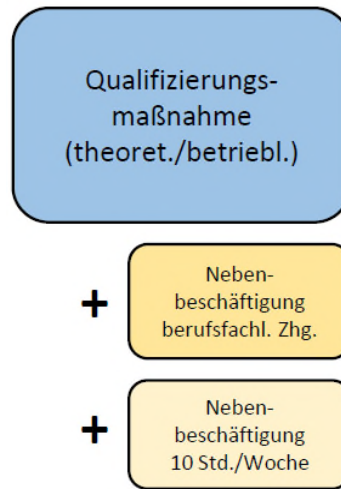 Qualifizierungs-
maßnahme
(theoret./betriebl.)
+
Neben-
beschäftigung
berufsfachl. Zhg.
+
Neben-
beschäftigung
10 Std./Woche